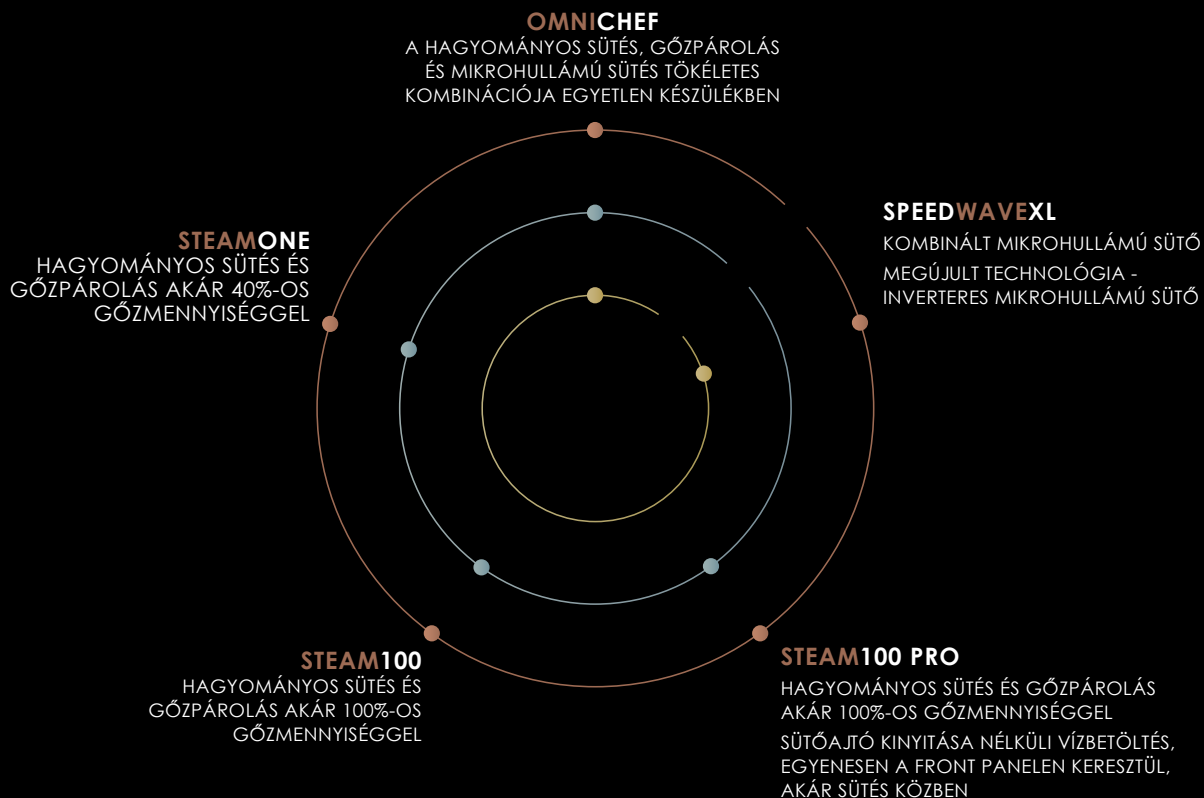 OMNICHEF
A HAGYOMÁNYOS SÜTÉS, GŐZPÁROLÁS
ÉS MIKROHULLÁMÚ SÜTÉS TÖKÉLETES
KOMBINÁCIÓJA EGYETLEN KÉSZÜLÉKBEN
SPEEDWAVEXL
KOMBINÁLT MIKROHULLÁMÚ SÜTŐ
MEGÚJULT TECHNOLÓGIA -
INVERTERES MIKROHULLÁMÚ SÜTŐ
STEAMONE
HAGYOMÁNYOS SÜTÉS ÉS
GŐZPÁROLÁS AKÁR 40%-OS
GŐZMENNYISÉGGEL
STEAM100
HAGYOMÁNYOS SÜTÉS ÉS
GŐZPÁROLÁS AKÁR 100%-OS
GŐZMENNYISÉGGEL
STEAM100 PRO
HAGYOMÁNYOS SÜTÉS ÉS GŐZPÁROLÁS
AKÁR 100%-OS GŐZMENNYISÉGGEL
SÜTŐAJTÓ KINYITÁSA NÉLKÜLI VÍZBETÖLTÉS,
EGYENESEN A FRONT PANELEN KERESZTÜL,
AKÁR SÜTÉS KÖZBEN